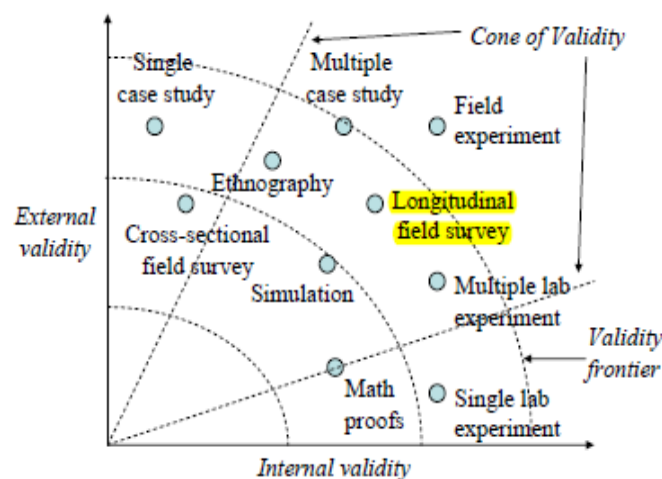 Cone of Validity
Single
case study
Multiple
case study
Field
experiment
Ethnography
Longitudinal
field survey
External
validity
Cross-sectional
field survey
Simulation
Multiple lab
experiment
Validity
frontier
Math
proofs
Single lab
experiment
Internal validity